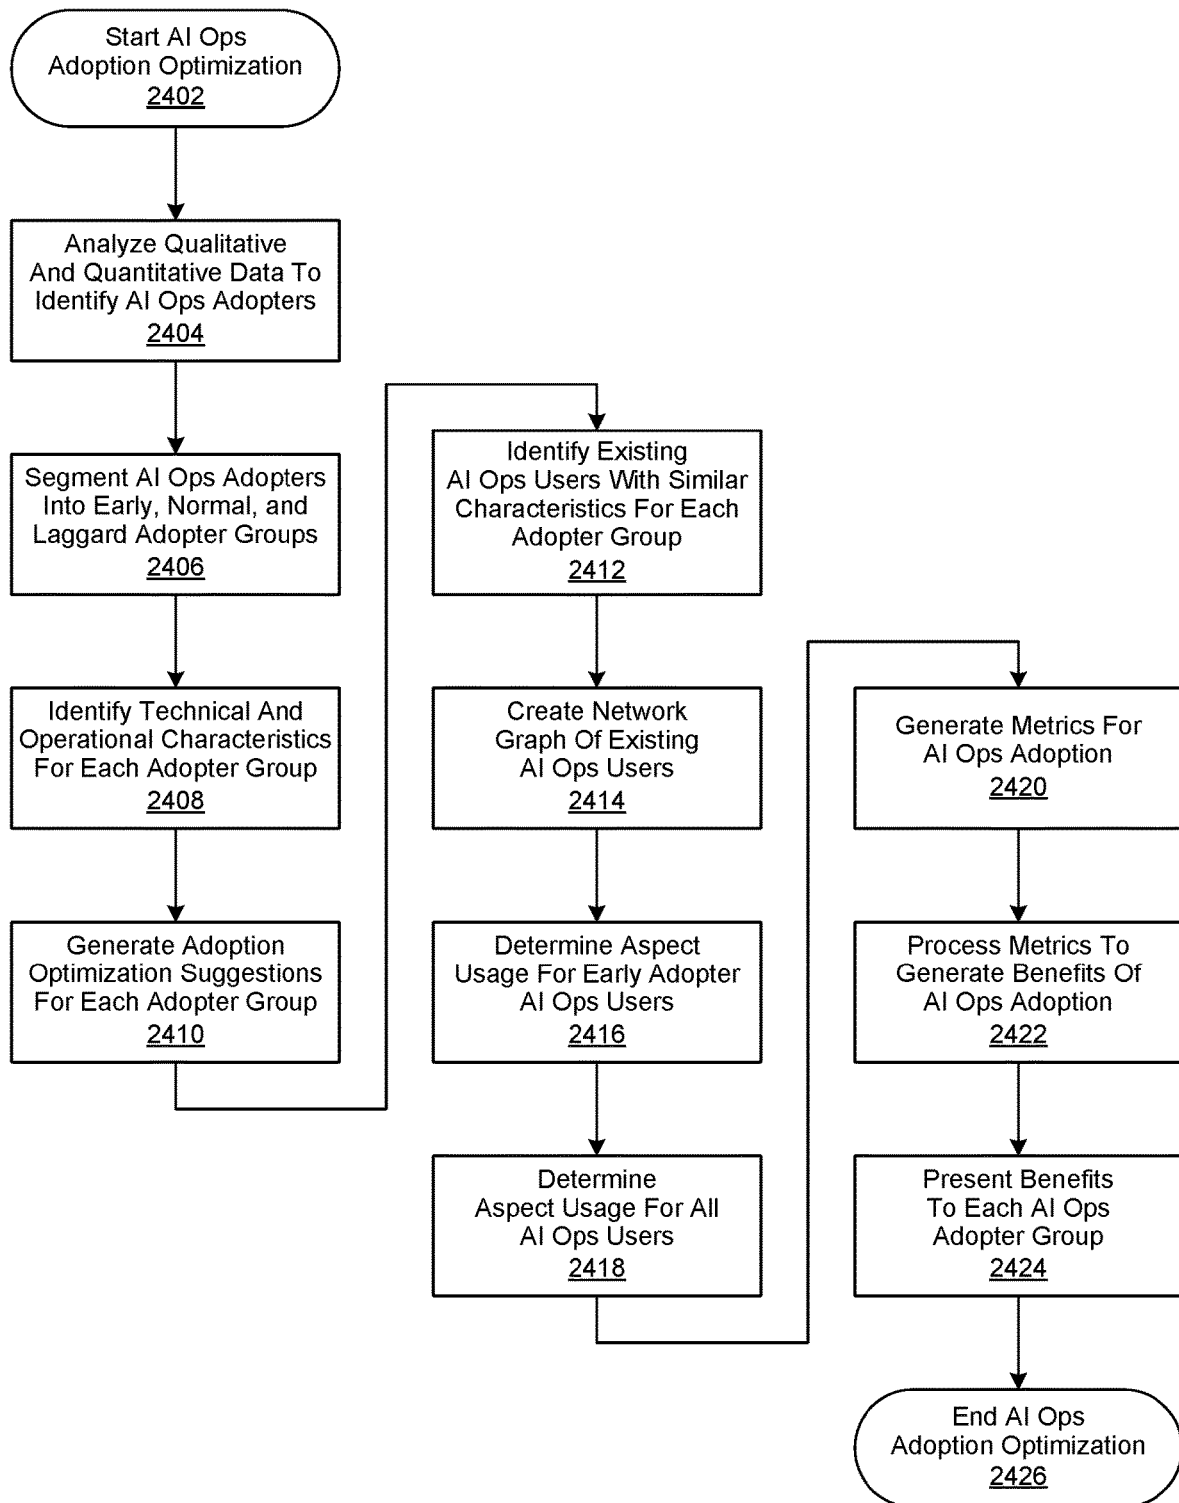 Start AI Ops
Adoption Optimization
2402
Analyze Qualitative
And Quantitative Data To
Identify AI Ops Adopters
2404
Segment AI Ops Adopters
Into Early, Normal, and
Laggard Adopter Groups
2406
Identify Technical And
Operational Characteristics
For Each Adopter Group
2408
Generate Adoption
Optimization Suggestions
For Each Adopter Group
2410
Identify Existing
AI Ops Users With Similar
Characteristics For Each
Adopter Group
2412
Create Network
Graph Of Existing
AI Ops Users
2414
Determine Aspect
Usage For Early Adopter
AI Ops Users
2416
Determine
Aspect Usage For All
AI Ops Users
2418
Generate Metrics For
AI Ops Adoption
2420
Process Metrics To
Generate Benefits Of
AI Ops Adoption
2422
Present Benefits
To Each AI Ops
Adopter Group
2424
End AI Ops
Adoption Optimization
2426